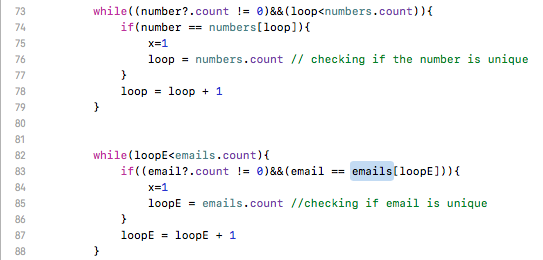 73 while((number?.count != 0)&&(loop<numbers.count)){
74 if(number == numbers[loop]){
75 x=1
76 loop = numbers.count // checking if the number is unique
77 }
78 loop = loop + 1
79 }
80
81
82 while(loopE<emails.count){
83 if((email?.count != 0)&&(email == emails[loopE])){
84 x=1
85 loopE = emails.count //checking if email is unique
86 }
87 loopE = loopE + 1
88 }